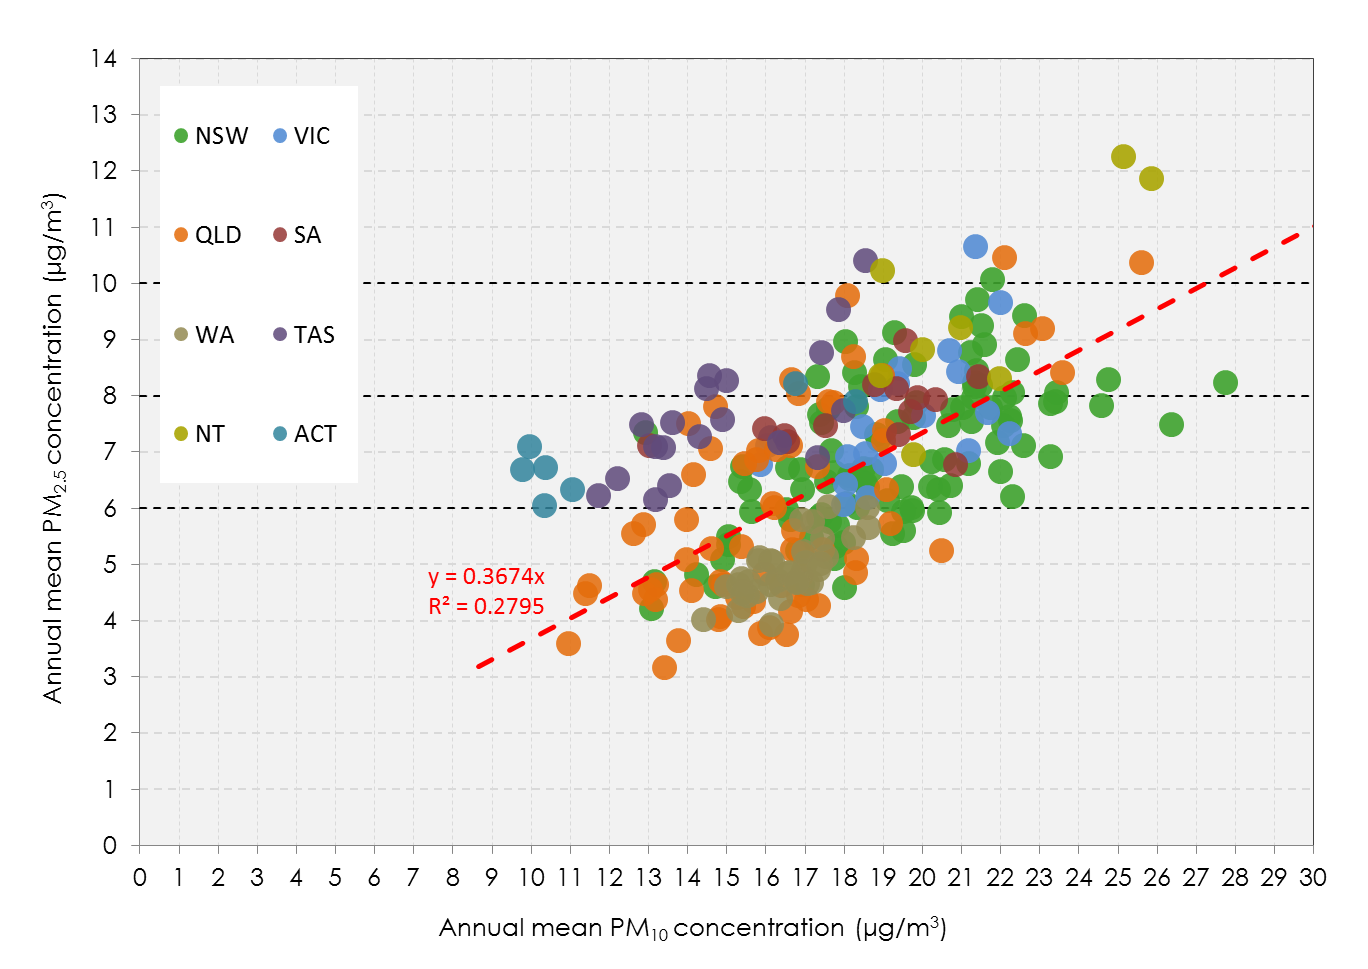 14
13
12
11
10
9
8
7
6
5
4
3
2
1
0
Annual mean PM2.5 concentration (µg/m³)
NSW VIC
QLD SA
WA TAS
NT ACT
y = 0.3674x
R² = 0.2795
0 1 2 3 4 5 6 7 8 9 10 11 12 13 14 15 16 17 18 19 20 21 22 23 24 25 26 27 28 29 30
Annual mean PM10 concentration (µg/m³)